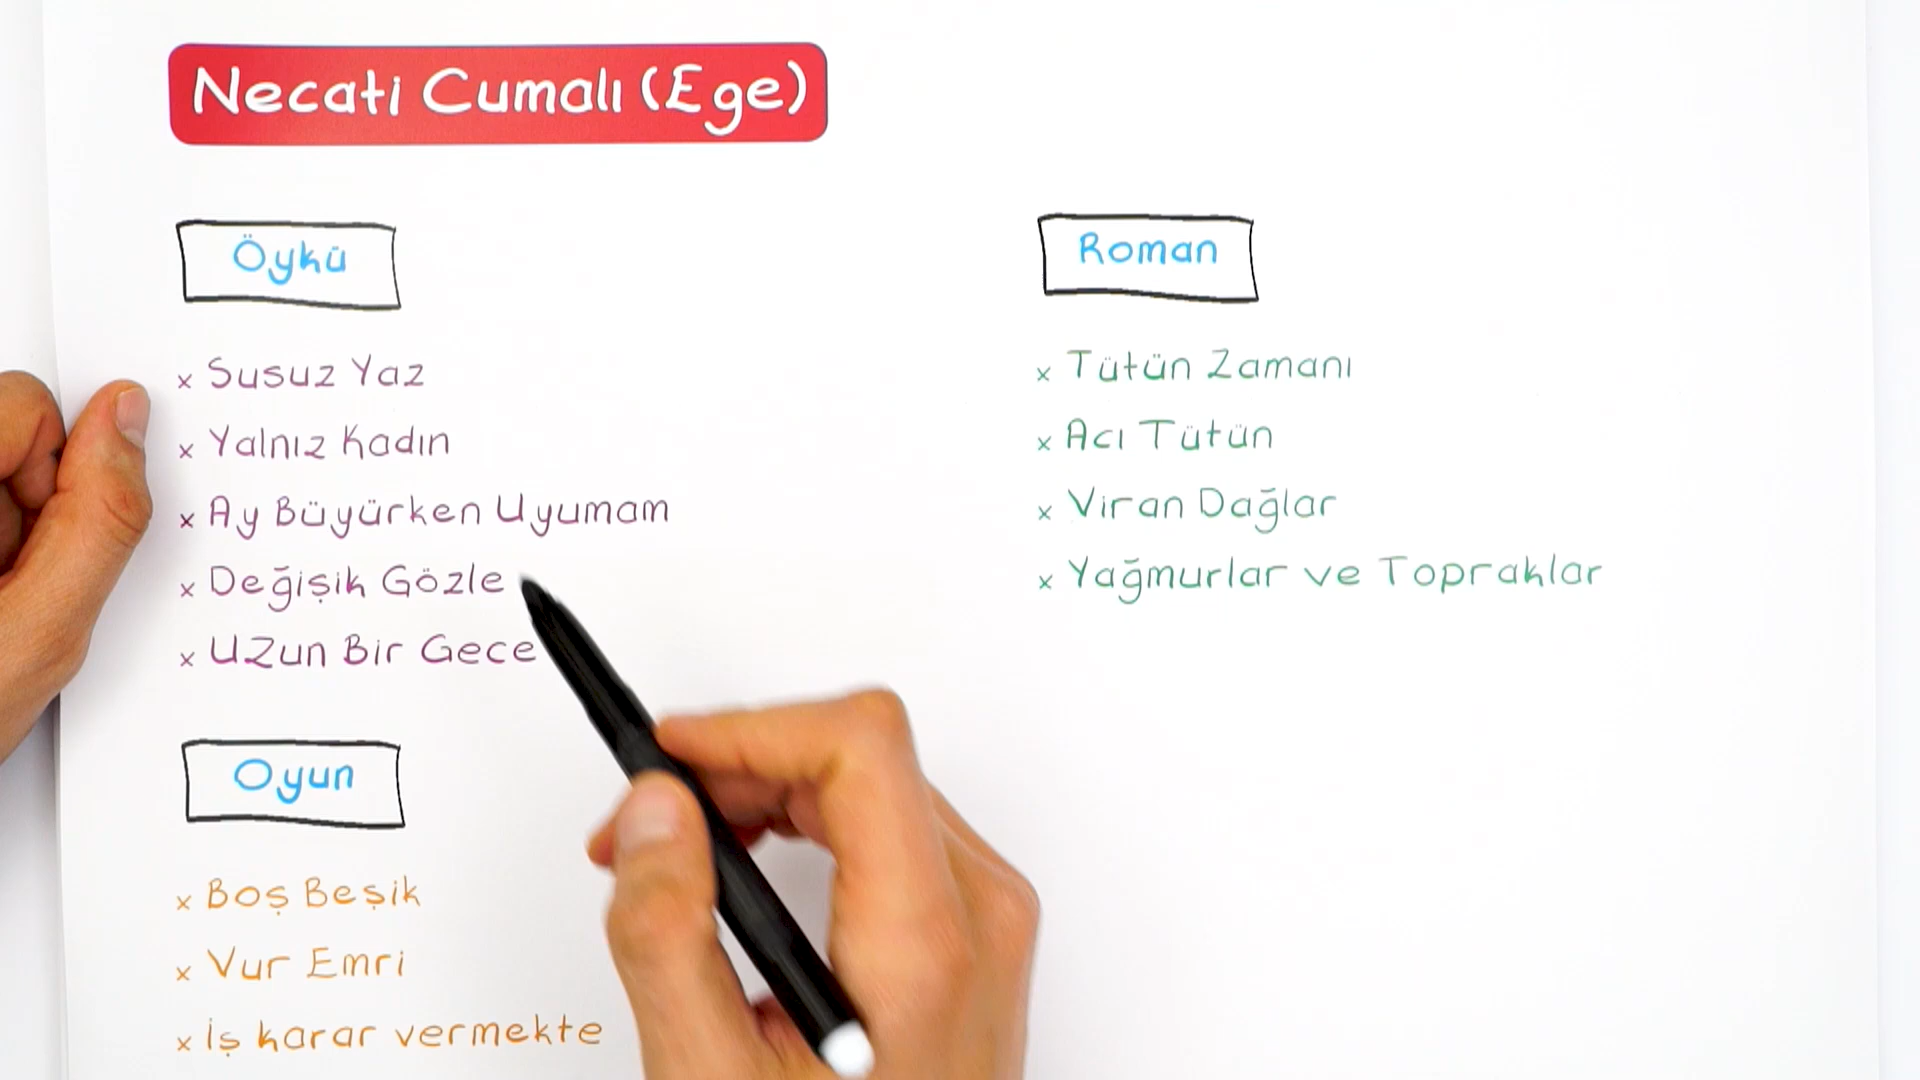 Necati Cumalı (Ege)
Öykü
x Susuz Yaz
x Yalnız Kadın
x Ay Büyürken Uyumam
x Değişik Gözle
x Uzun Bir Gece
Oyun
x Boş Beşik
x Vur Emri
x İş karar vermekte
Roman
x Tütün Zamanı
x Acı Tütün
x Viran Dağlar
x Yağmurlar ve Topraklar